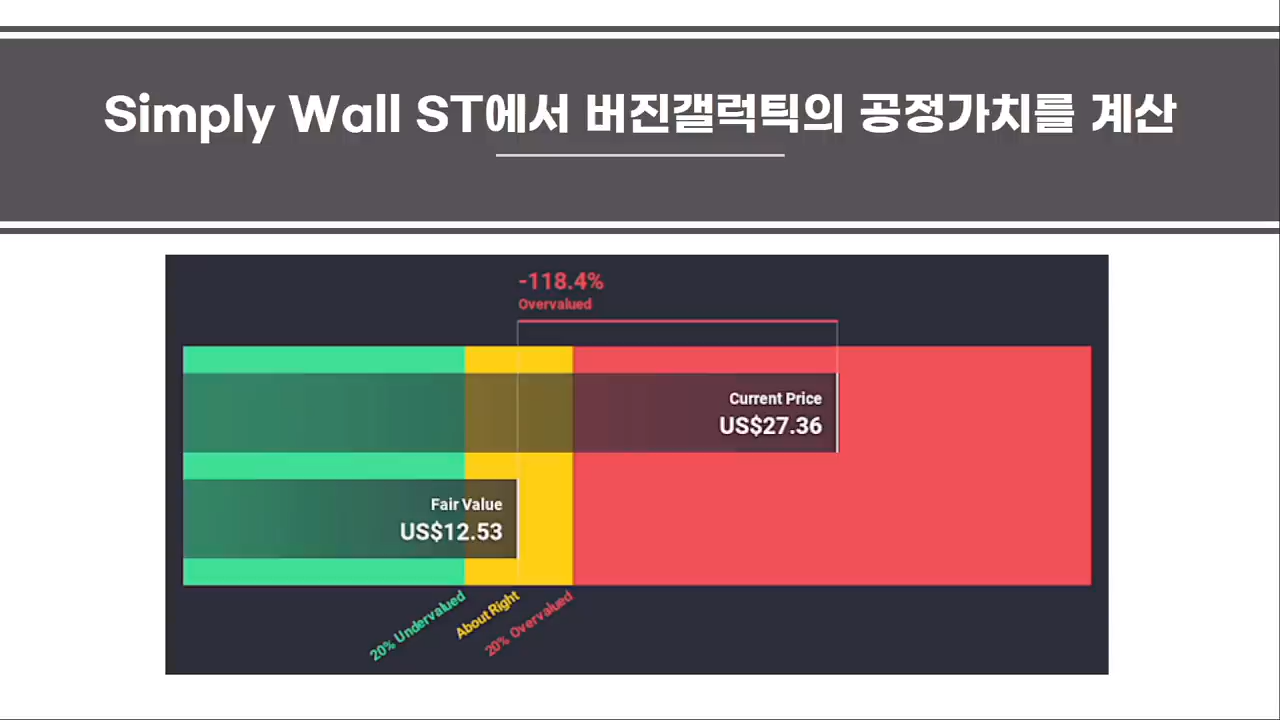 Simply Wall ST에서 버진갤럭틱의 공정가치를 계산
-118.4%
Overvalued
Current Price
US$27.36
Fair Value
US$12.53
20% Undervalued
About Right
20% Overvalued